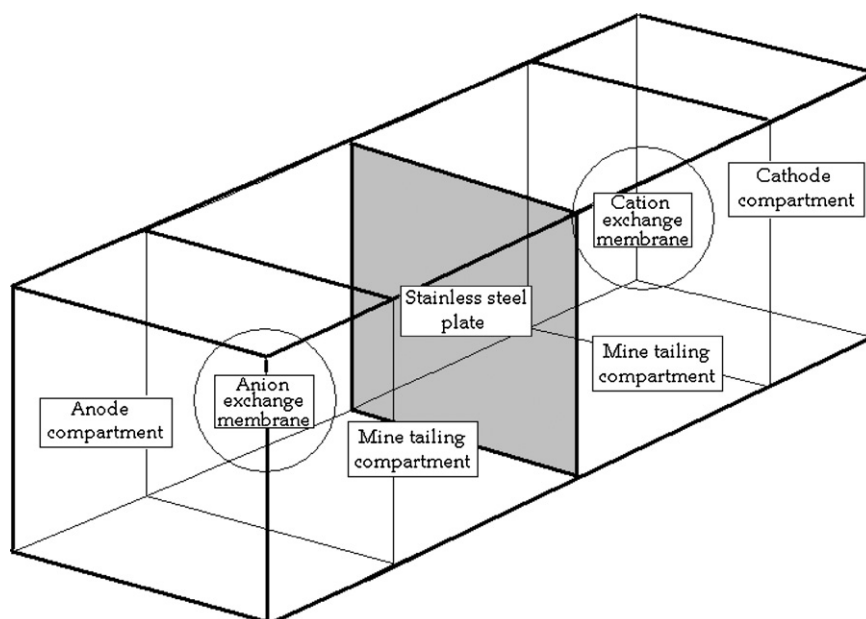 Cathode
compartment
Cation
exchange
membrane
Stainless steel
plate
Mine tailing
compartment
Anion
exchange
membrane
Anode
compartment
Mine tailing
compartment